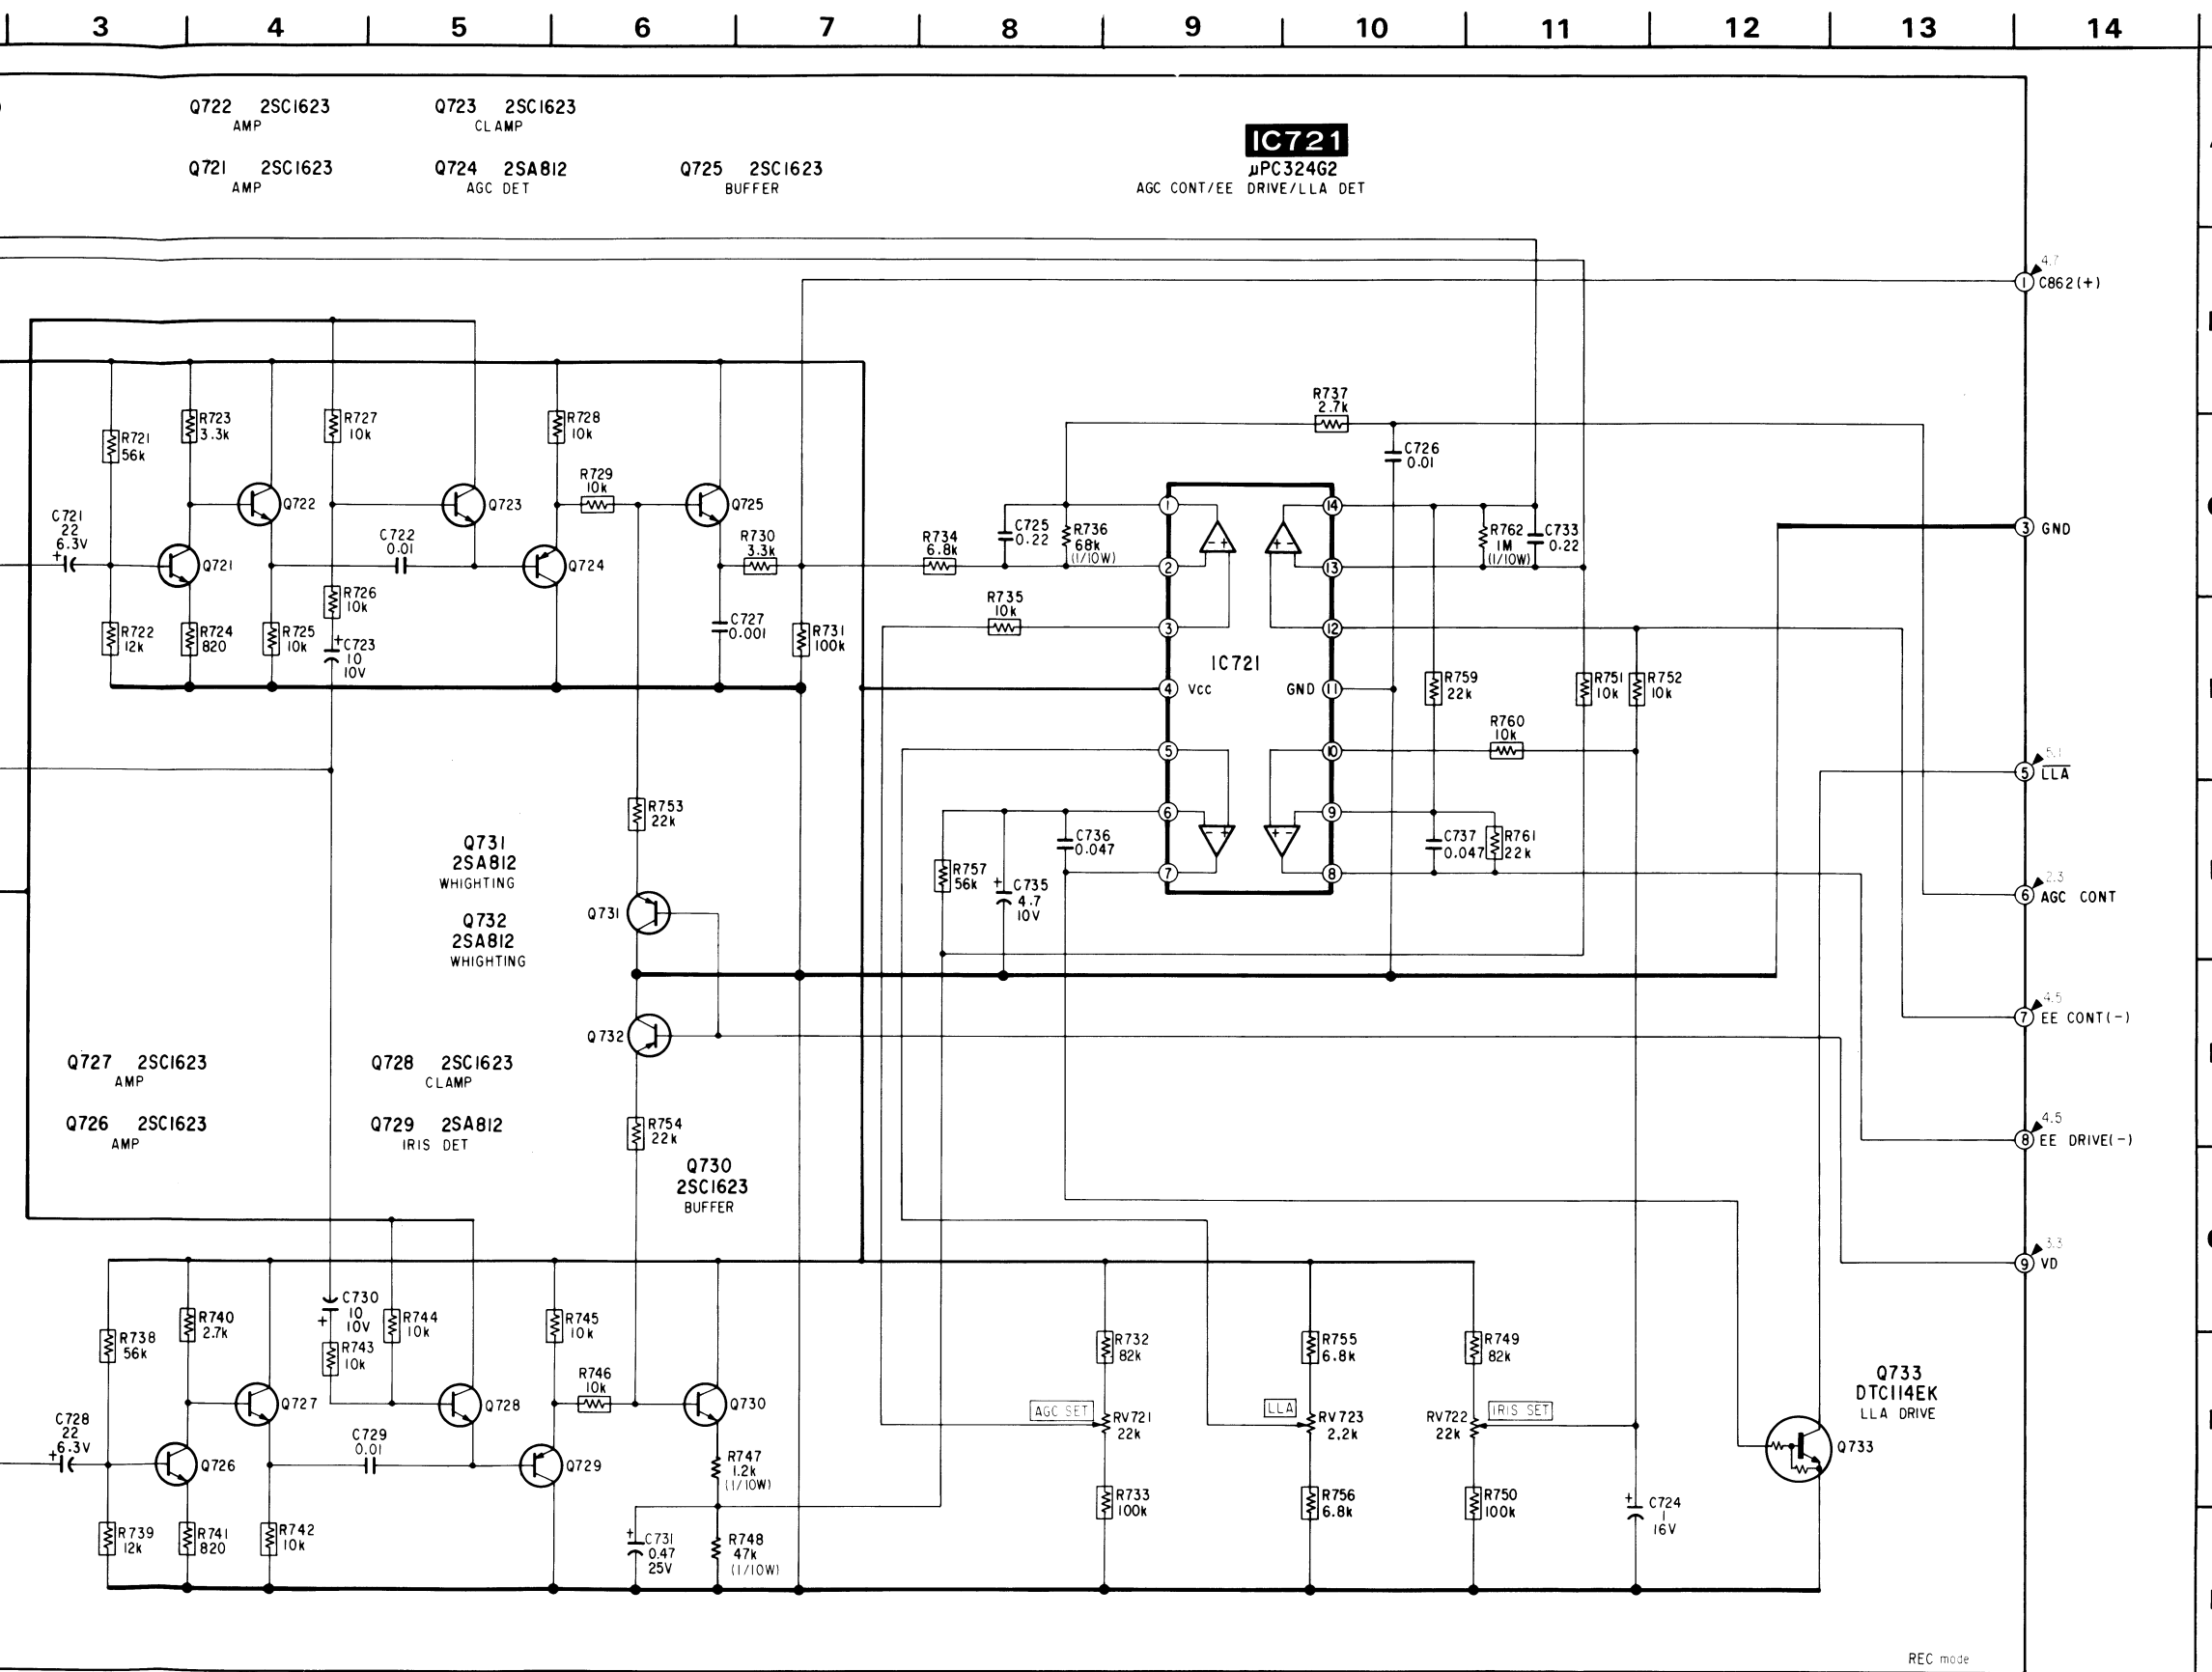 3 4 5 6 7 8 9 10 11 12 13 14
Q722 2SC1623
AMP
Q723 2SC1623
CLAMP
Q721 2SC1623
AMP
Q724 2SA812
AGC DET
Q725 2SC1623
BUFFER
IC721
μPC324G2
AGC CONT/EE DRIVE/LLA DET
4.7
1 C862(+)
R737
2.7k
C726
0.01
R721
56k
R723
3.3k
R727
10k
R728
10k
R729
10k
C721
22
6.3V
+
Q722
Q723
Q725
Q721
C722
0.01
Q724
R730
3.3k
R734
6.8k
C725
0.22
R736
68k
(1/10W)
1
2
3
4 Vcc
5
6
7
14
13
12
GND 11
10
9
8
- +
+ -
- +
+ -
IC721
R762
1M
(1/10W)
C733
0.22
3 GND
R726
10k
R735
10k
R722
12k
R724
820
R725
10k
+
C723
10
10V
C727
0.001
R731
100k
R759
22k
R751
10k
R752
10k
R760
10k
5.1
5 LLA
Q731
2SA812
WHIGHTING
Q732
2SA812
WHIGHTING
R753
22k
C736
0.047
R757
56k
+
C735
4.7
10V
C737
0.047
R761
22k
2.3
6 AGC CONT
Q731
Q732
4.5
7 EE CONT(-)
Q727 2SC1623
AMP
Q728 2SC1623
CLAMP
Q726 2SC1623
AMP
Q729 2SA812
IRIS DET
R754
22k
Q730
2SC1623
BUFFER
4.5
8 EE DRIVE(-)
3.3
9 VD
C730
10
10V
+
R738
56k
R740
2.7k
R743
10k
R744
10k
R745
10k
R746
10k
R732
82k
R755
6.8k
R749
82k
Q733
DTC114EK
LLA DRIVE
Q727
Q728
Q730
AGC SET
RV721
22k
LLA
RV723
2.2k
RV722
22k
IRIS SET
C728
22
6.3V
+
Q726
C729
0.01
Q729
R747
1.2k
(1/10W)
Q733
R733
100k
R756
6.8k
R750
100k
+
C724
1
16V
R739
12k
R741
820
R742
10k
+
C731
0.47
25V
R748
47k
(1/10W)
REC mode